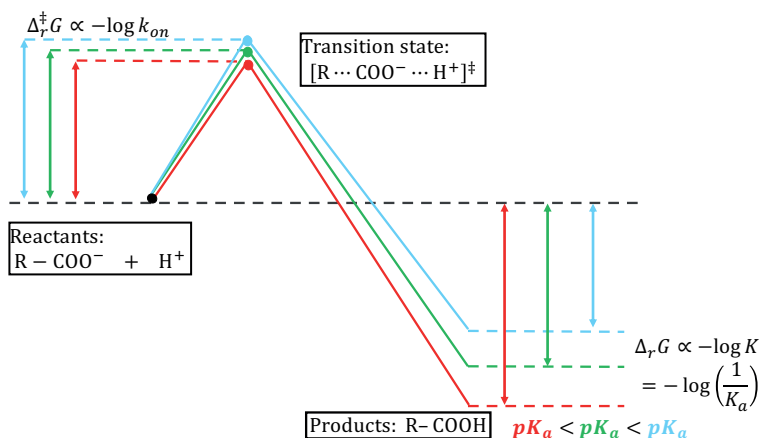 Δ‡rG ∝ −log kon
Transition state:
[R ⋯ COO⁻ ⋯ H⁺]‡
Reactants:
R − COO⁻ + H⁺
ΔrG ∝ −log K
= −log (1/Ka)
Products: R– COOH
pKa < pKa < pKa